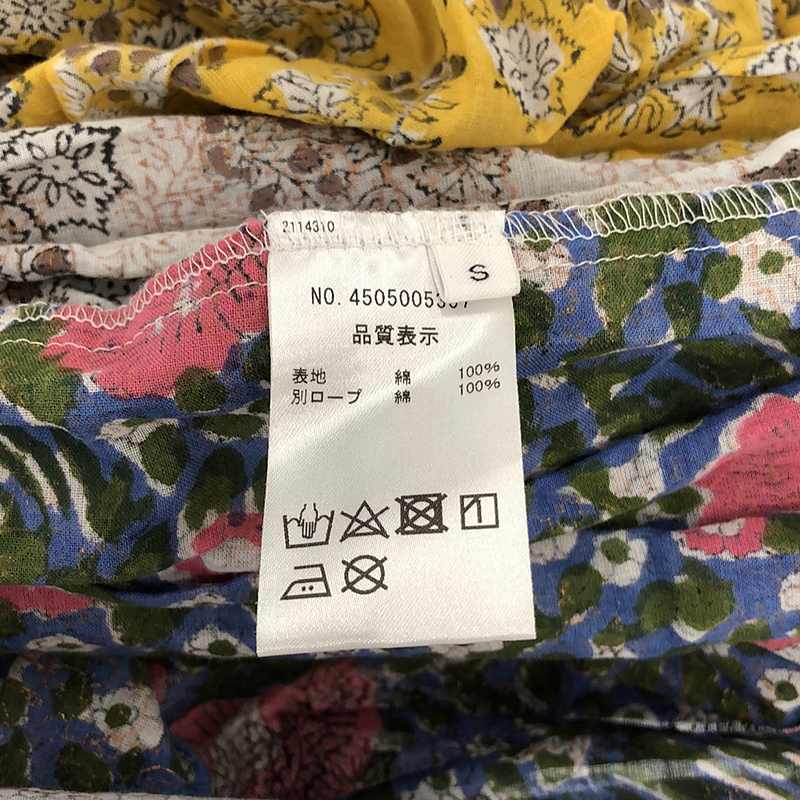 2114310
S
NO. 4505005307
品質表示
表地 綿 100%
別ロープ 綿 100%